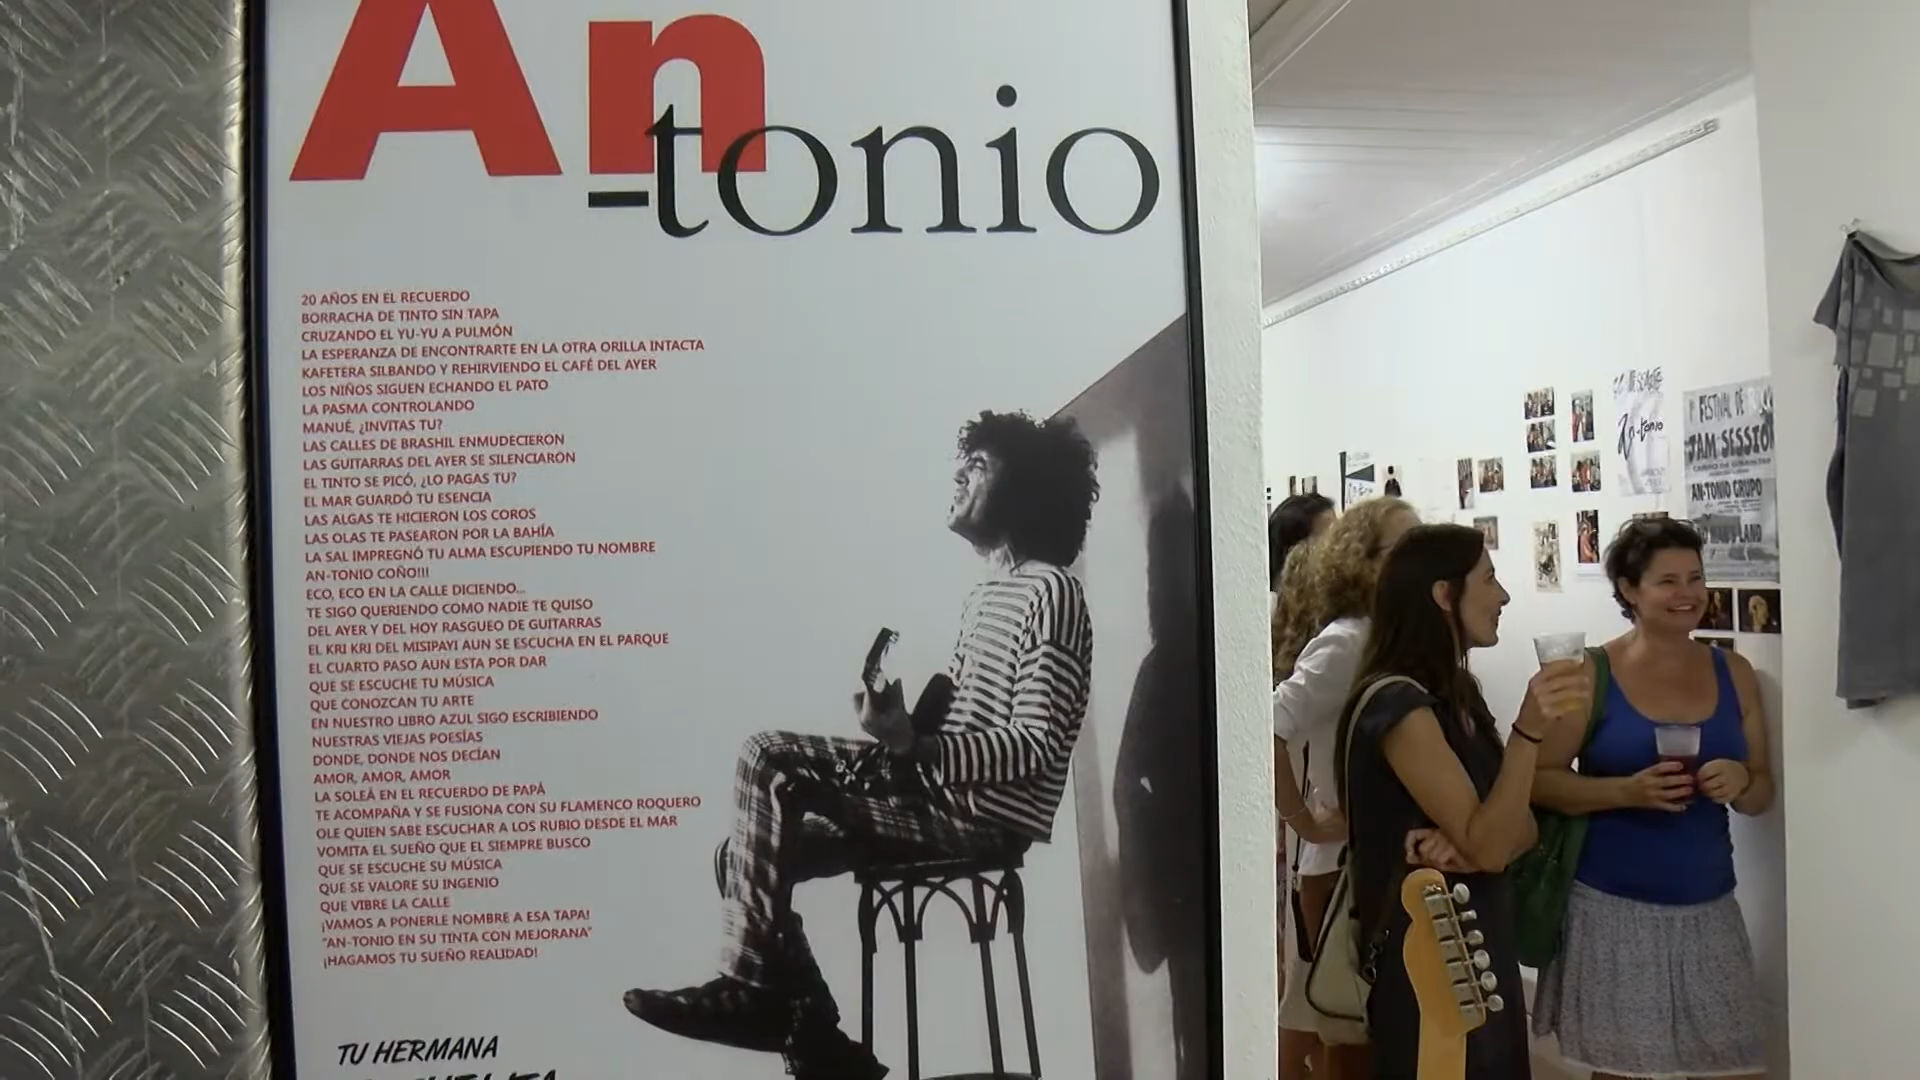 An
-tonio
20 AÑOS EN EL RECUERDO
BORRACHA DE TINTO SIN TAPA
CRUZANDO EL YU-YU A PULMÓN
LA ESPERANZA DE ENCONTRARTE EN LA OTRA ORILLA INTACTA
KAFETERA SILBANDO Y REHIRVIENDO EL CAFÉ DEL AYER
LOS NIÑOS SIGUEN ECHANDO EL PATO
LA PASMA CONTROLANDO
MANUÉ, ¿INVITAS TU?
LAS CALLES DE BRASHIL ENMUDECIERON
LAS GUITARRAS DEL AYER SE SILENCIARON
EL TINTO SE PICÓ, ¿LO PAGAS TU?
EL MAR GUARDÓ TU ESENCIA
LAS ALGAS TE HICIERON LOS COROS
LAS OLAS TE PASEARON POR LA BAHÍA
LA SAL IMPREGNÓ TU ALMA ESCUPIENDO TU NOMBRE
AN-TONIO COÑO!!!
ECO, ECO EN LA CALLE DICIENDO...
TE SIGO QUERIENDO COMO NADIE TE QUISO
DEL AYER Y DEL HOY RASGUEO DE GUITARRAS
EL KRI KRI DEL MISIPAYI AUN SE ESCUCHA EN EL PARQUE
EL CUARTO PASO AUN ESTA POR DAR
QUE SE ESCUCHE TU MÚSICA
QUE CONOZCAN TU ARTE
EN NUESTRO LIBRO AZUL SIGO ESCRIBIENDO
NUESTRAS VIEJAS POESÍAS
DONDE, DONDE NOS DECÍAN
AMOR, AMOR, AMOR
LA SOLEÁ EN EL RECUERDO DE PAPÁ
TE ACOMPAÑA Y SE FUSIONA CON SU FLAMENCO ROQUERO
OLE QUIEN SABE ESCUCHAR A LOS RUBIO DESDE EL MAR
VOMITA EL SUEÑO QUE EL SIEMPRE BUSCO
QUE SE ESCUCHE SU MÚSICA
QUE SE VALORE SU INGENIO
QUE VIBRE LA CALLE
¡VAMOS A PONERLE NOMBRE A ESA TAPA!
"AN-TONIO EN SU TINTA CON MEJORANA"
¡HAGAMOS TU SUEÑO REALIDAD!
TU HERMANA
An-tonio
FESTIVAL DE
JAM SESSION
AN-TONIO GRUPO